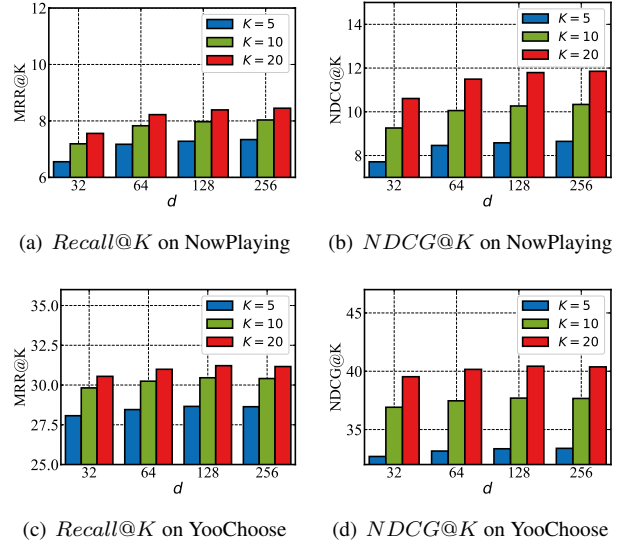 12
10
8
6
MRR@K
K = 5
K = 10
K = 20
32 64 128 256
d
(a) Recall@K on NowPlaying
14
12
10
8
NDCG@K
K = 5
K = 10
K = 20
32 64 128 256
d
(b) NDCG@K on NowPlaying
35.0
32.5
30.0
27.5
25.0
MRR@K
K = 5
K = 10
K = 20
32 64 128 256
d
(c) Recall@K on YooChoose
45
40
35
NDCG@K
K = 5
K = 10
K = 20
32 64 128 256
d
(d) NDCG@K on YooChoose